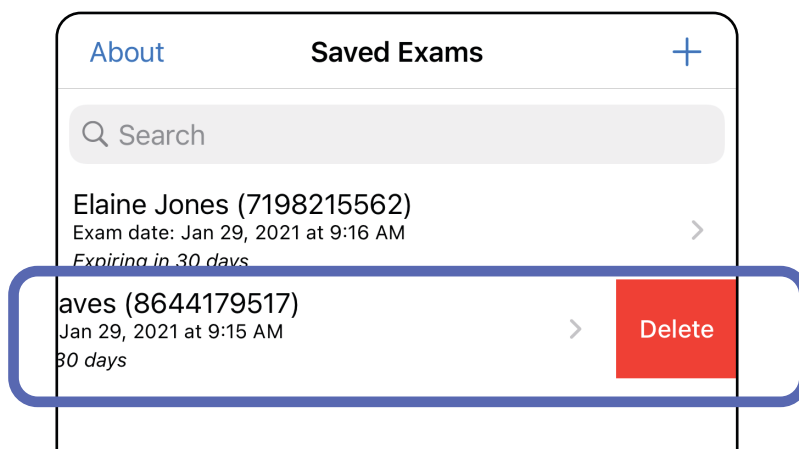 About Saved Exams +
Search
Elaine Jones (7198215562)
Exam date: Jan 29, 2021 at 9:16 AM
Expiring in 30 days
aves (8644179517)
Jan 29, 2021 at 9:15 AM
30 days
Delete